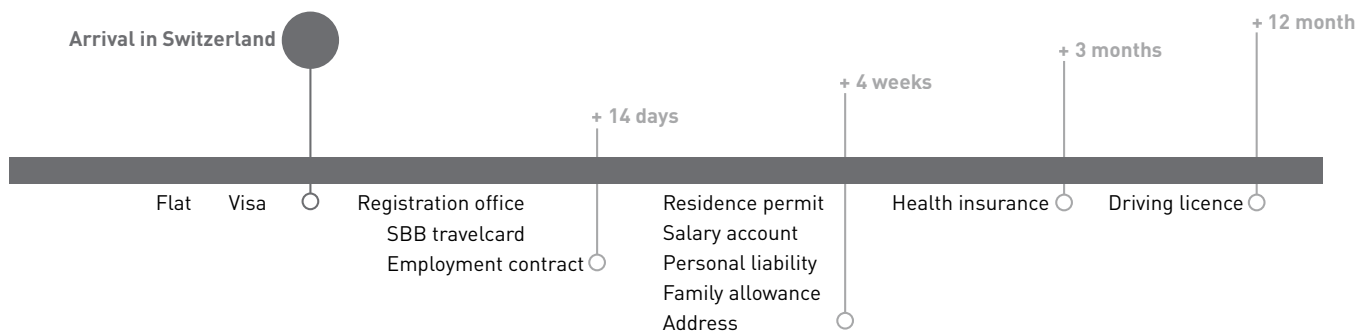 Arrival in Switzerland
+ 12 month
+ 3 months
+ 4 weeks
+ 14 days
Flat Visa Registration office Residence permit Health insurance Driving licence
SBB travelcard Salary account
Employment contract Personal liability
Family allowance
Address